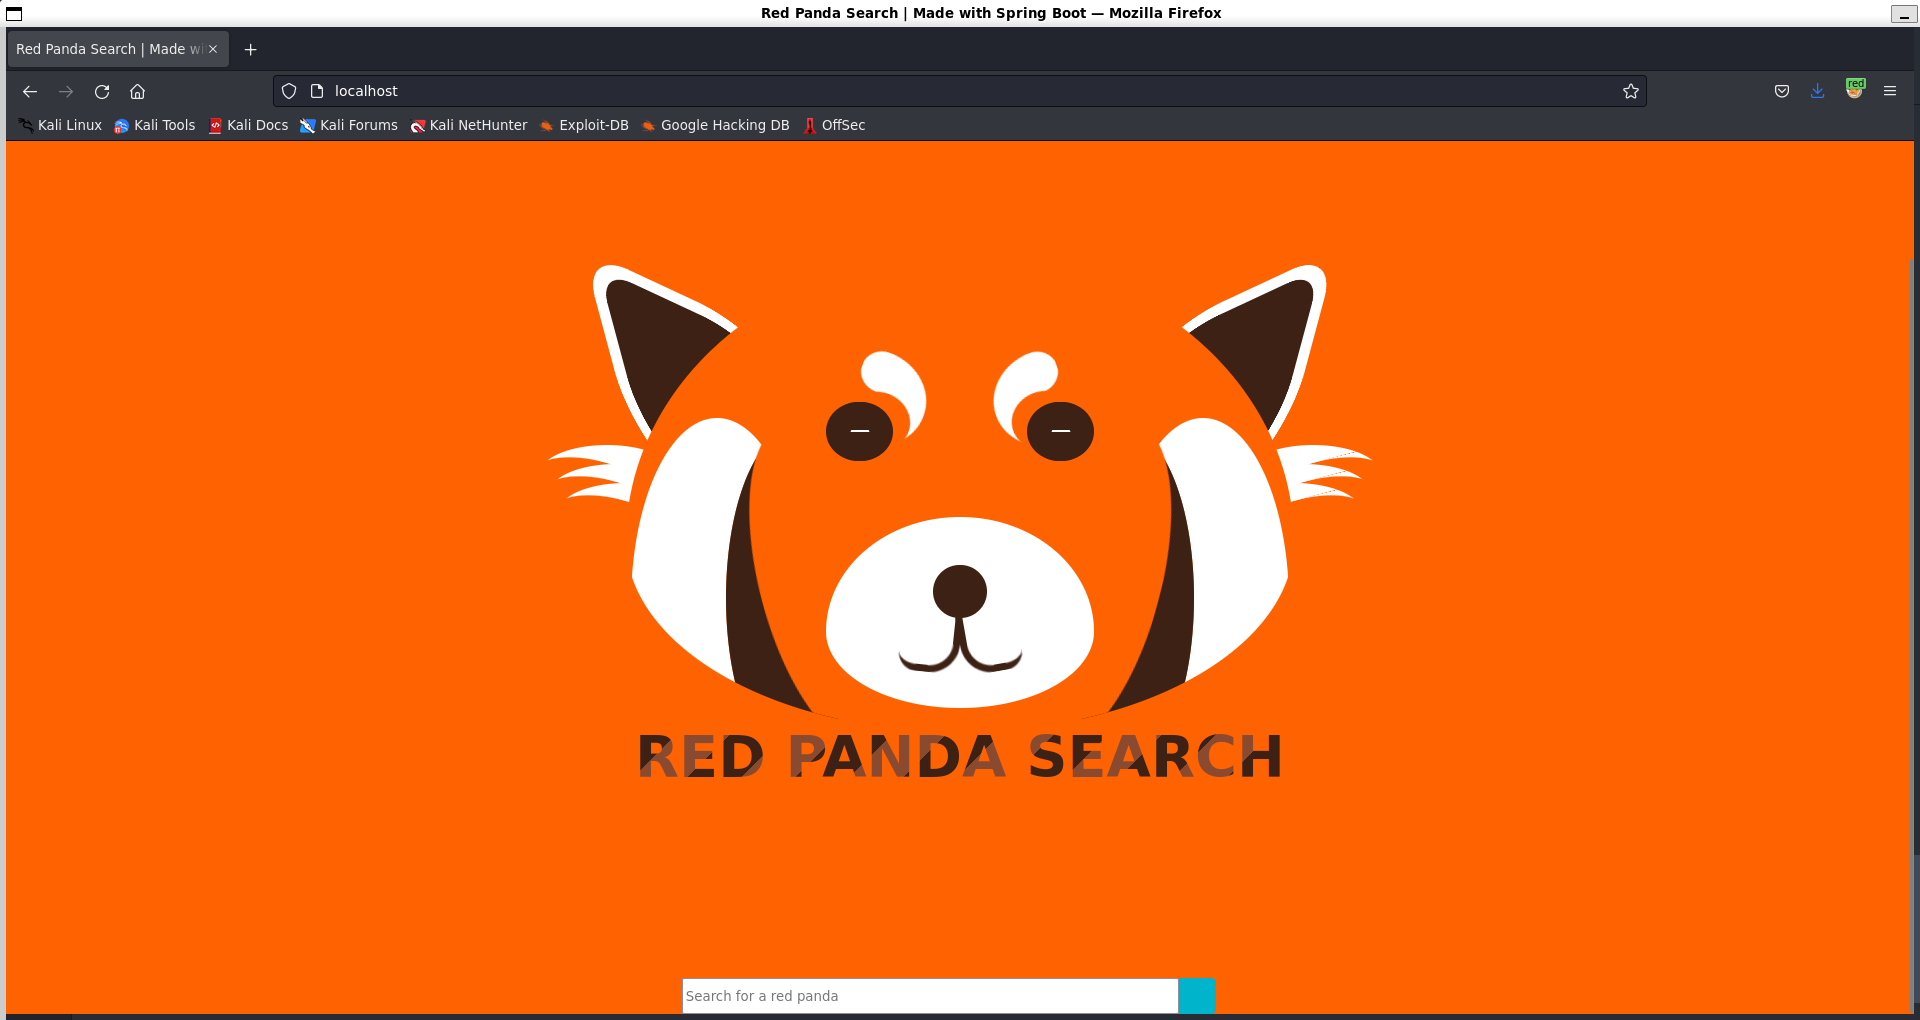 Red Panda Search | Made with Spring Boot — Mozilla Firefox
Red Panda Search | Made wi
localhost
red
Kali Linux Kali Tools Kali Docs Kali Forums Kali NetHunter Exploit-DB Google Hacking DB OffSec
RED PANDA SEARCH
Search for a red panda